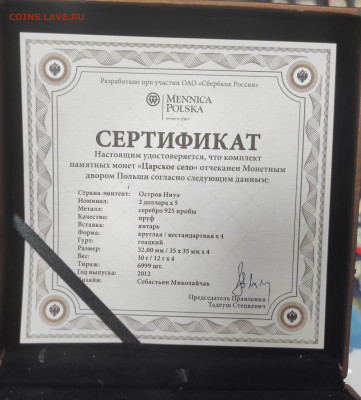 COINS.LAVE.RU
Разработано при участии ОАО «Сбербанк России»
MENNICA
POLSKA
СЕРТИФИКАТ
Настоящим удостоверяется, что комплект
памятных монет «Царское село» отчеканен Монетным
двором Польши согласно следующим данным:
Страна-эмитент: Остров Ниуэ
Номинал: 2 доллара x 5
Металл: серебро 925 пробы
Качество: пруф
Вставка: янтарь
Форма: круглая / нестандартная x 4
Гурт: гладкий
Размер: 32,00 мм / 35 x 35 мм x 4
Вес: 10 г / 12 г x 4
Тираж: 6999 шт.
Год выпуска: 2012
Дизайн: Себастьян Миколайчак
Председатель Правления
Тадеуш Стецкевич